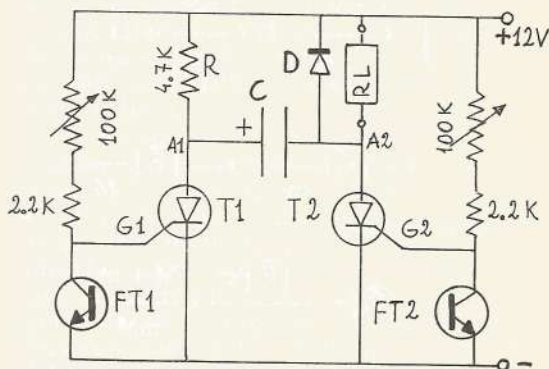 +12V
4.7K
R
D
RL
C
+
100K
A1
A2
100K
2.2K
G1
T1
T2
G2
2.2K
FT1
FT2
-